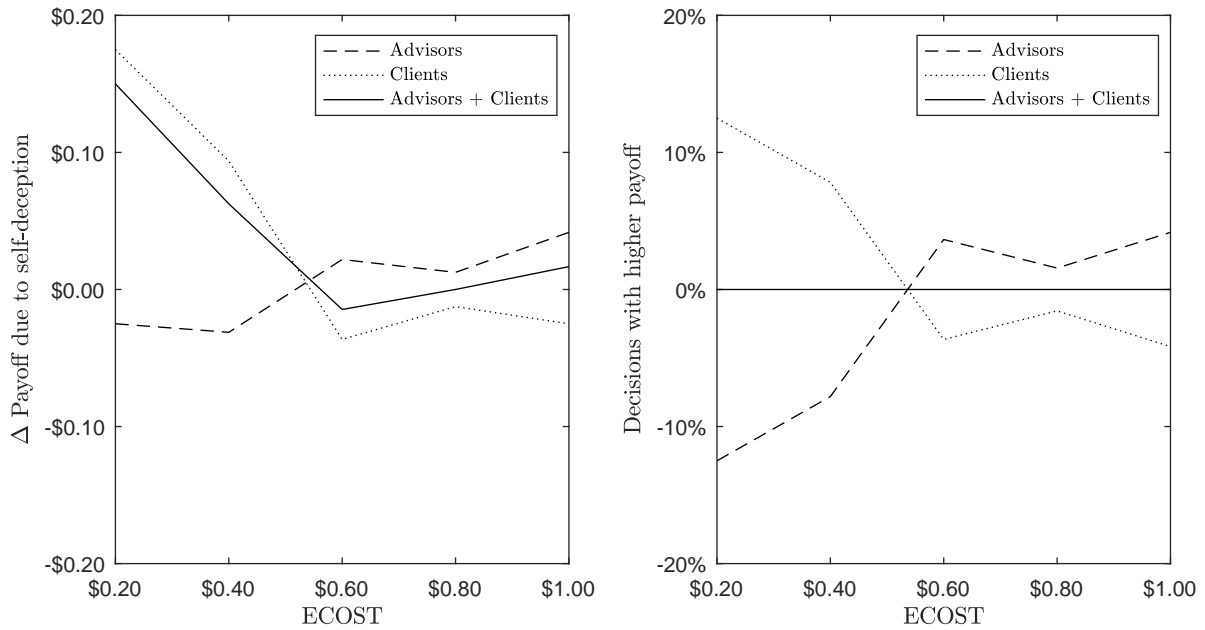 $0.20
$0.10
$0.00
-$0.10
-$0.20
Δ Payoff due to self-deception
Advisors
Clients
Advisors + Clients
$0.20 $0.40 $0.60 $0.80 $1.00
ECOST
20%
10%
0%
-10%
-20%
Decisions with higher payoff
Advisors
Clients
Advisors + Clients
$0.20 $0.40 $0.60 $0.80 $1.00
ECOST